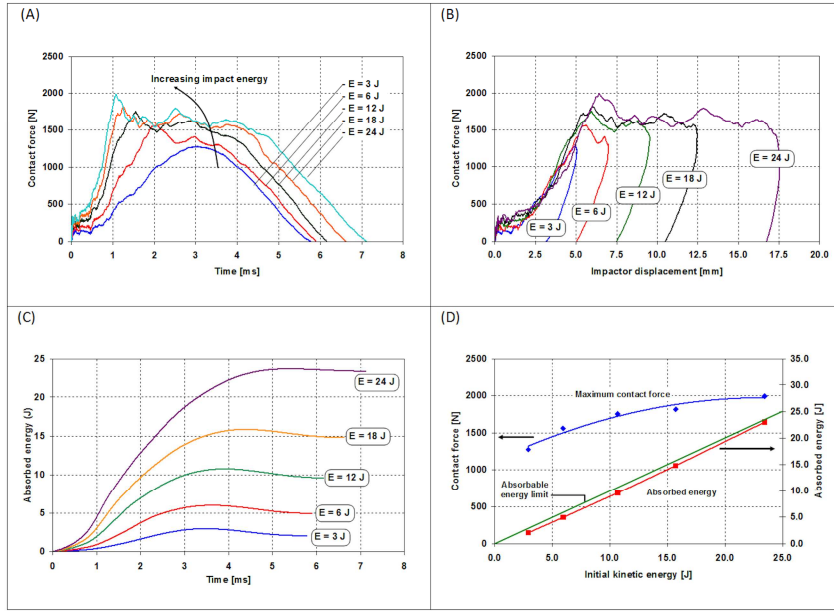 (A)
2500
2000
1500
1000
500
0
Contact force [N]
Increasing impact energy
E = 3 J
E = 6 J
E = 12 J
E = 18 J
E = 24 J
0 1 2 3 4 5 6 7 8
Time [ms]
(B)
2500
2000
1500
1000
500
0
Contact force [N]
E = 3 J
E = 6 J
E = 12 J
E = 18 J
E = 24 J
0.0 2.5 5.0 7.5 10.0 12.5 15.0 17.5 20.0
Impactor displacement [mm]
(C)
25
20
15
10
5
0
Absorbed energy (J)
E = 24 J
E = 18 J
E = 12 J
E = 6 J
E = 3 J
0 1 2 3 4 5 6 7 8
Time [ms]
(D)
2500
2000
1500
1000
500
0
Contact force [N]
Maximum contact force
Absorbable
energy limit
Absorbed energy
35.0
30.0
25.0
20.0
15.0
10.0
5.0
0.0
Absorbed energy [J]
0.0 5.0 10.0 15.0 20.0 25.0
Initial kinetic energy [J]